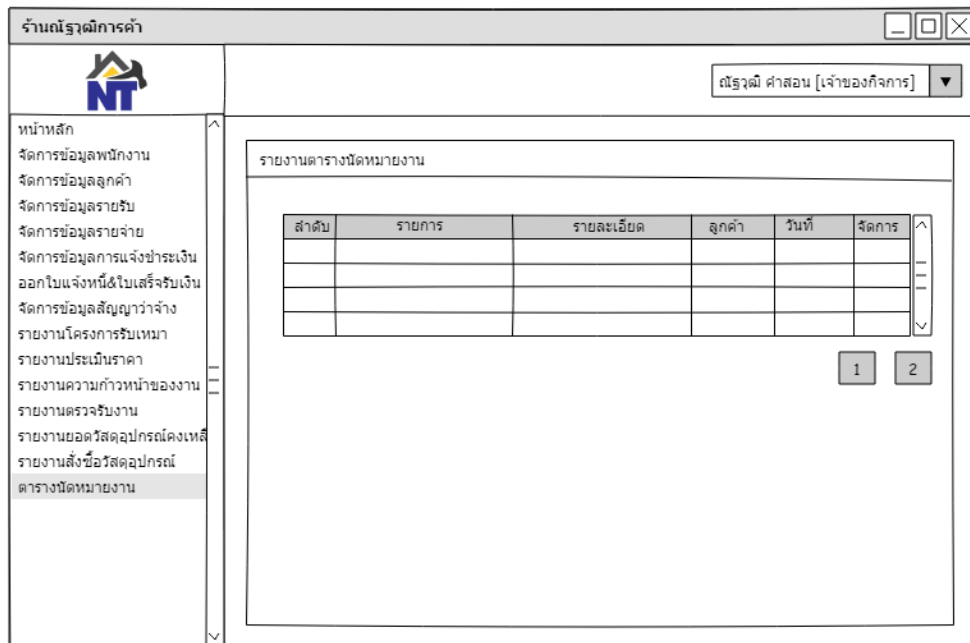 ร้านณัฐวุฒิการค้า
NT
ณัฐวุฒิ คำสอน [เจ้าของกิจการ]
หน้าหลัก
จัดการข้อมูลพนักงาน
จัดการข้อมูลลูกค้า
จัดการข้อมูลรายรับ
จัดการข้อมูลรายจ่าย
จัดการข้อมูลการแจ้งชำระเงิน
ออกใบแจ้งหนี้&ใบเสร็จรับเงิน
จัดการข้อมูลสัญญาว่าจ้าง
รายงานโครงการรับเหมา
รายงานประเมินราคา
รายงานความก้าวหน้าของงาน
รายงานตรวจรับงาน
รายงานยอดวัสดุอุปกรณ์คงเหลื
รายงานสั่งซื้อวัสดุอุปกรณ์
ตารางนัดหมายงาน
รายงานตารางนัดหมายงาน
ลำดับ รายการ รายละเอียด ลูกค้า วันที่ จัดการ
1 2